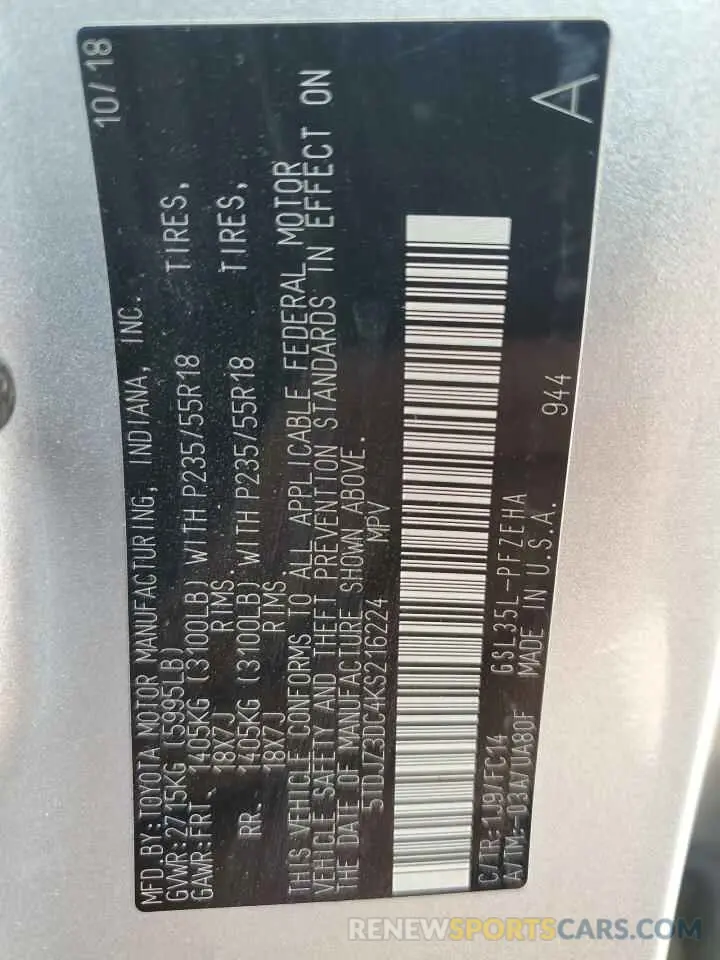 MFD BY:TOYOTA MOTOR MANUFACTURING, INDIANA, INC. 10/18
GVWR:2715KG (5995LB)
GAWR:FRT. 1405KG (3100LB) WITH P235/55R18 TIRES,
18X7J RIMS.
RR. 1405KG (3100LB) WITH P235/55R18 TIRES,
18X7J RIMS
THIS VEHICLE CONFORMS TO ALL APPLICABLE FEDERAL MOTOR
VEHICLE SAFETY AND THEFT PREVENTION STANDARDS IN EFFECT ON
THE DATE OF MANUFACTURE SHOWN ABOVE.
5TDJZ3DC4KS216224 MPV
C/TR:1J9/FC14 GSL35L-PFZEHA 944
A/TM:-03A/UA80F MADE IN U.S.A.
A
RENEWSPORTCARS.COM